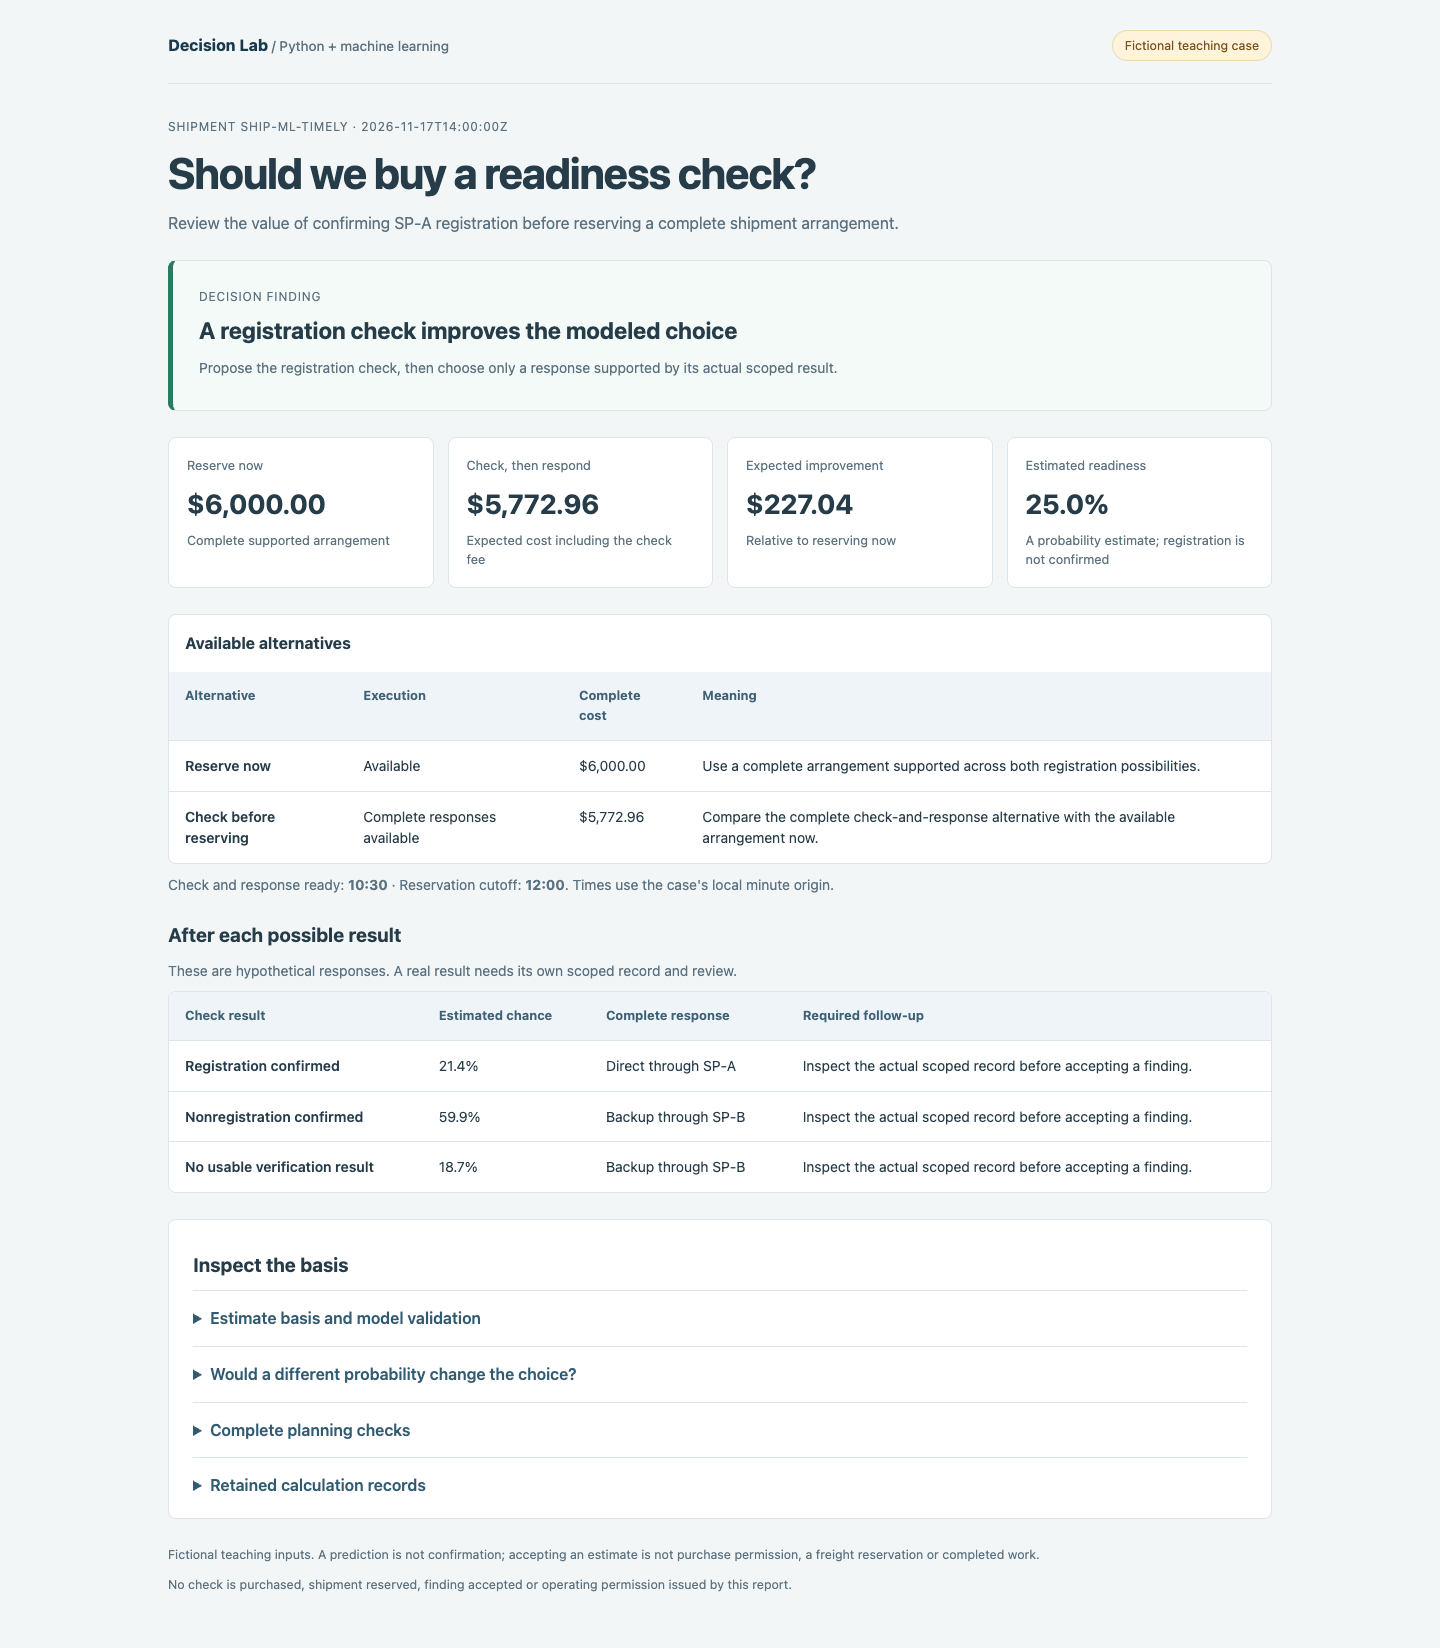 Decision Lab / Python + machine learning
Fictional teaching case
SHIPMENT SHIP-ML-TIMELY · 2026-11-17T14:00:00Z
Should we buy a readiness check?
Review the value of confirming SP-A registration before reserving a complete shipment arrangement.
DECISION FINDING
A registration check improves the modeled choice
Propose the registration check, then choose only a response supported by its actual scoped result.
Reserve now
$6,000.00
Complete supported arrangement
Check, then respond
$5,772.96
Expected cost including the check
fee
Expected improvement
$227.04
Relative to reserving now
Estimated readiness
25.0%
A probability estimate; registration is
not confirmed
Available alternatives
Alternative Execution Complete cost Meaning
Reserve now Available $6,000.00 Use a complete arrangement supported across both registration possibilities.
Check before reserving Complete responses available $5,772.96 Compare the complete check-and-response alternative with the available arrangement now.
Check and response ready: 10:30 · Reservation cutoff: 12:00. Times use the case's local minute origin.
After each possible result
These are hypothetical responses. A real result needs its own scoped record and review.
Check result Estimated chance Complete response Required follow-up
Registration confirmed 21.4% Direct through SP-A Inspect the actual scoped record before accepting a finding.
Nonregistration confirmed 59.9% Backup through SP-B Inspect the actual scoped record before accepting a finding.
No usable verification result 18.7% Backup through SP-B Inspect the actual scoped record before accepting a finding.
Inspect the basis
▶ Estimate basis and model validation
▶ Would a different probability change the choice?
▶ Complete planning checks
▶ Retained calculation records
Fictional teaching inputs. A prediction is not confirmation; accepting an estimate is not purchase permission, a freight reservation or completed work.
No check is purchased, shipment reserved, finding accepted or operating permission issued by this report.